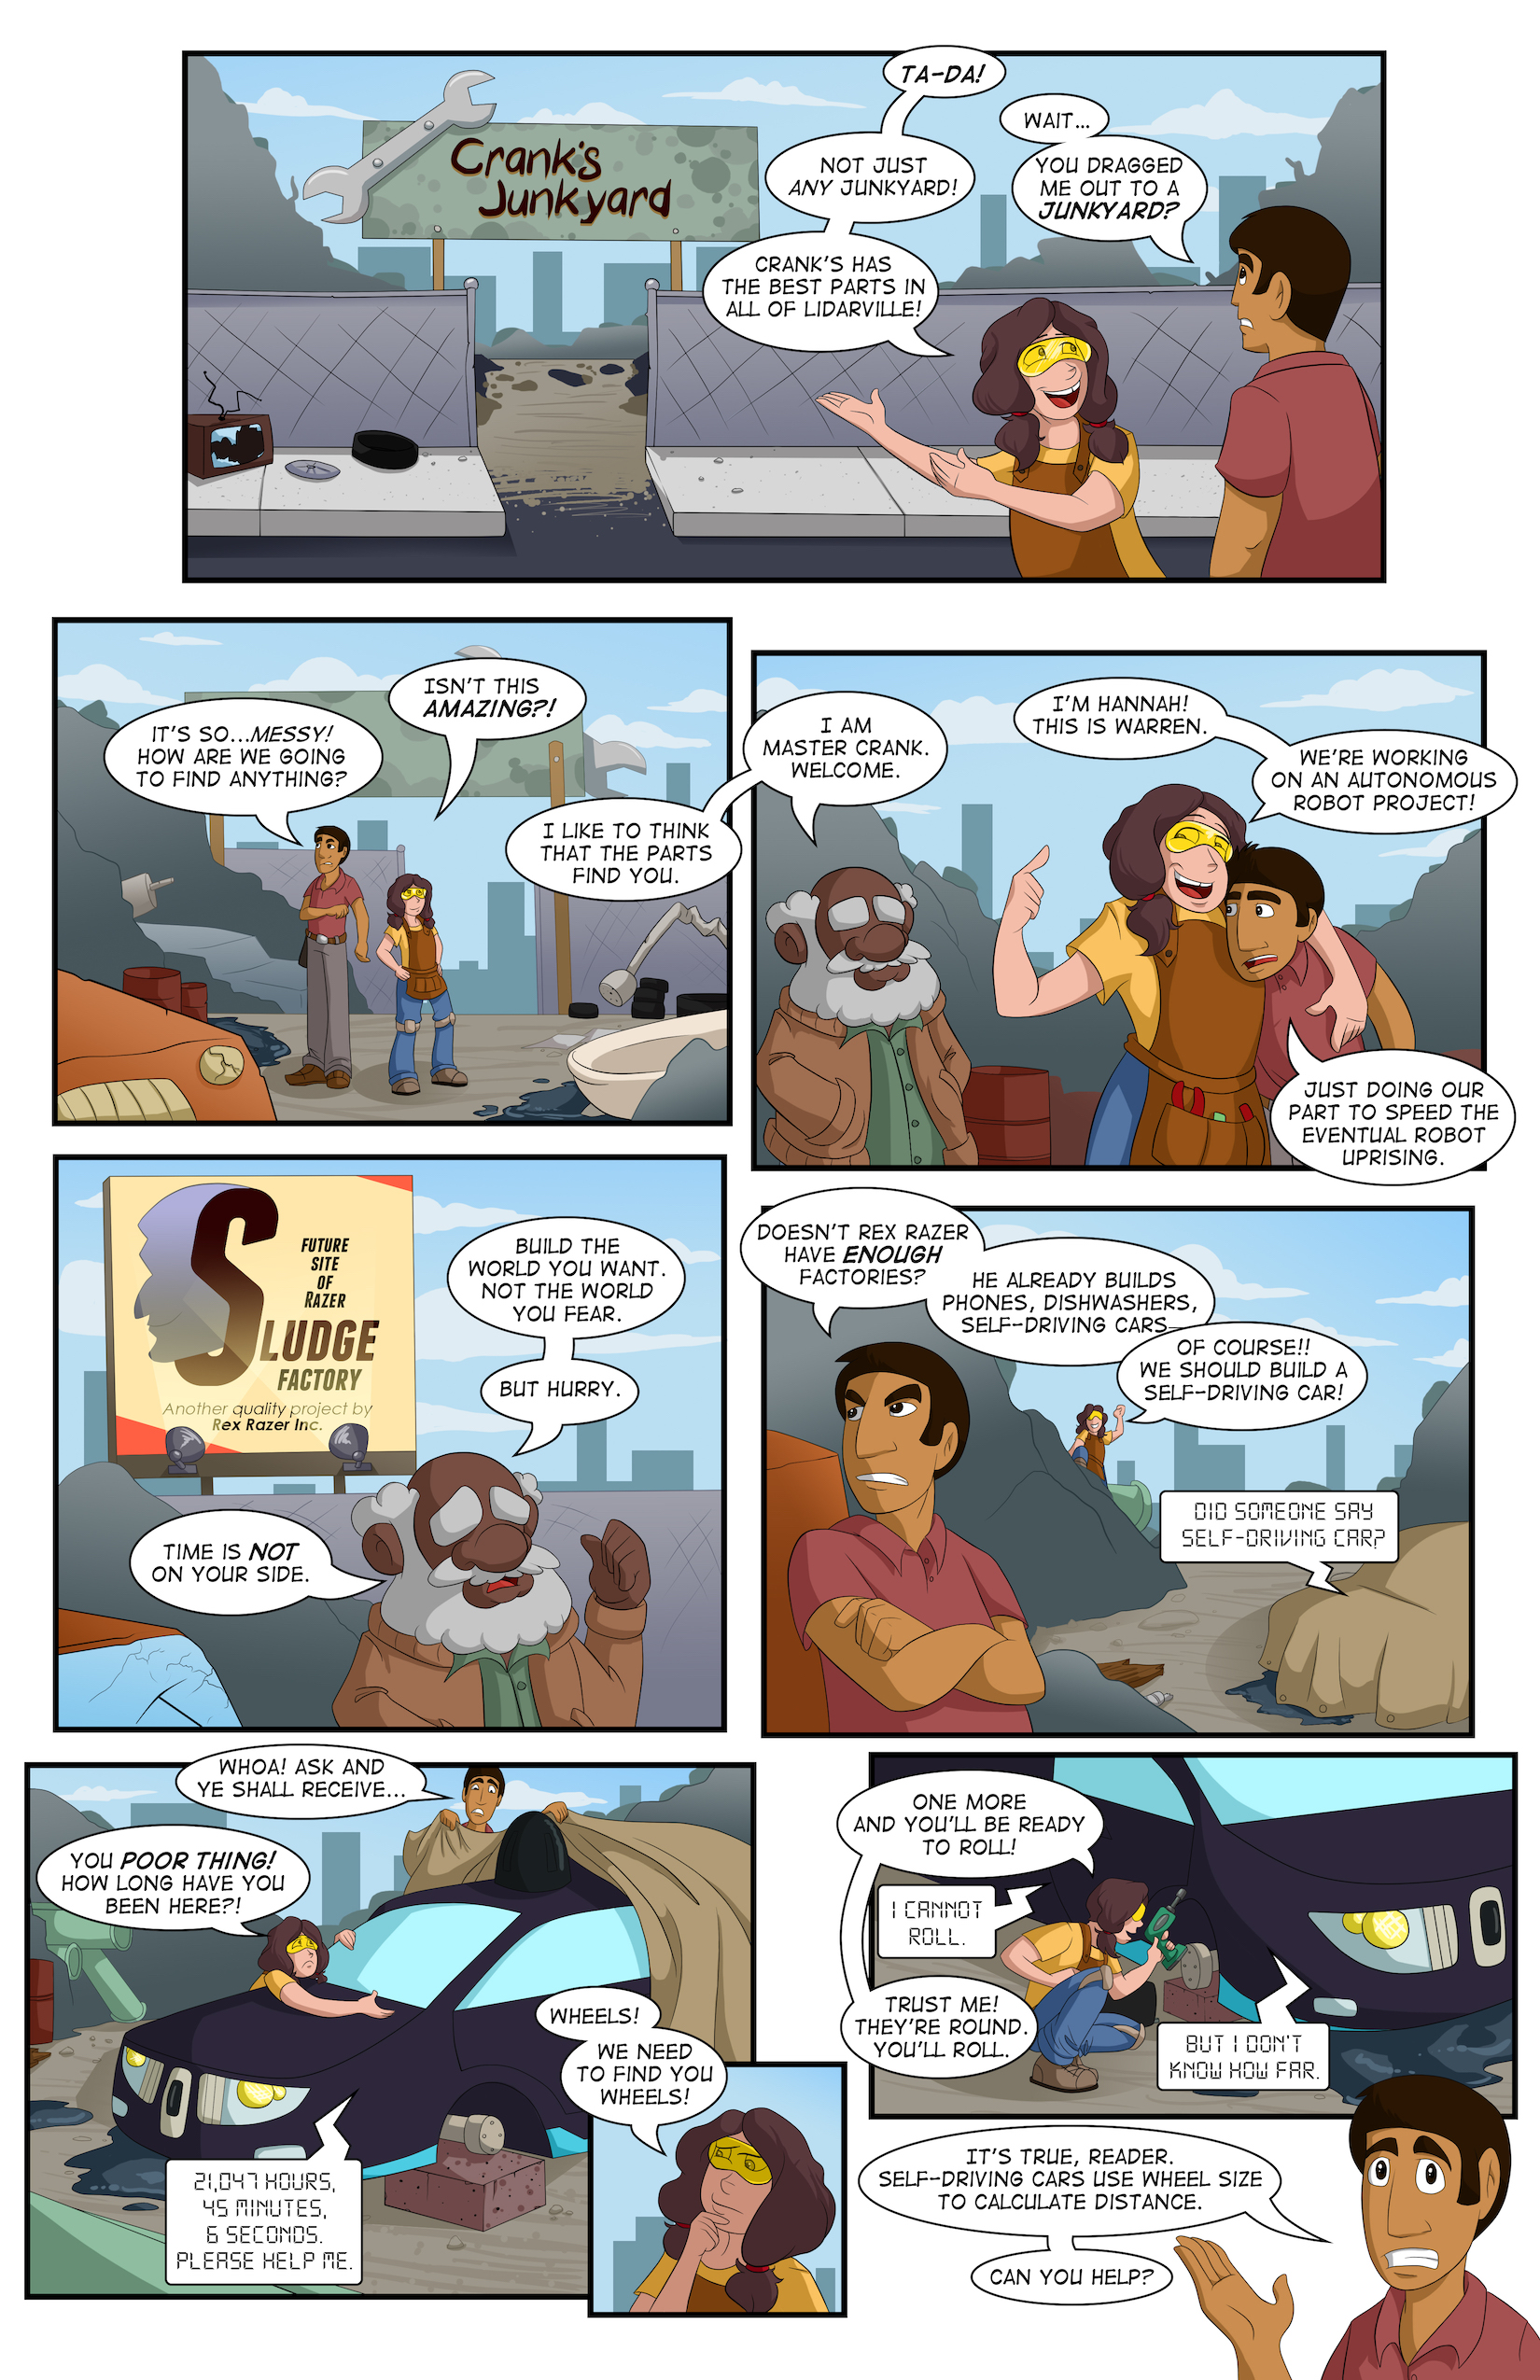 Crank's
Junkyard
WAIT...
YOU DRAGGED
ME OUT TO A
JUNKYARD?
TA-DA!
NOT JUST
ANY JUNKYARD!
CRANK'S HAS
THE BEST PARTS IN
ALL OF LIDARVILLE!
ISN'T THIS
AMAZING?!
IT'S SO...MESSY!
HOW ARE WE GOING
TO FIND ANYTHING?
I LIKE TO THINK
THAT THE PARTS
FIND YOU.
I AM
MASTER CRANK.
WELCOME.
I'M HANNAH!
THIS IS WARREN.
WE'RE WORKING
ON AN AUTONOMOUS
ROBOT PROJECT!
JUST DOING OUR
PART TO SPEED THE
EVENTUAL ROBOT
UPRISING.
FUTURE
SITE
OF
RAZER
SLUDGE
FACTORY
Another quality project by
Rex Razer Inc.
BUILD THE
WORLD YOU WANT.
NOT THE WORLD
YOU FEAR.
BUT HURRY.
TIME IS NOT
ON YOUR SIDE.
DOESN'T REX RAZER
HAVE ENOUGH
FACTORIES?
HE ALREADY BUILDS
PHONES, DISHWASHERS,
SELF-DRIVING CARS—
OF COURSE!!
WE SHOULD BUILD A
SELF-DRIVING CAR!
DID SOMEONE SAY
SELF-DRIVING CAR?
WHOA! ASK AND
YE SHALL RECEIVE...
YOU POOR THING!
HOW LONG HAVE YOU
BEEN HERE?!
21,047 HOURS,
45 MINUTES,
6 SECONDS.
PLEASE HELP ME.
WHEELS!
WE NEED
TO FIND YOU
WHEELS!
ONE MORE
AND YOU'LL BE READY
TO ROLL!
I CANNOT
ROLL.
TRUST ME!
THEY'RE ROUND.
YOU'LL ROLL.
BUT I DON'T
KNOW HOW FAR.
IT'S TRUE, READER.
SELF-DRIVING CARS USE WHEEL SIZE
TO CALCULATE DISTANCE.
CAN YOU HELP?